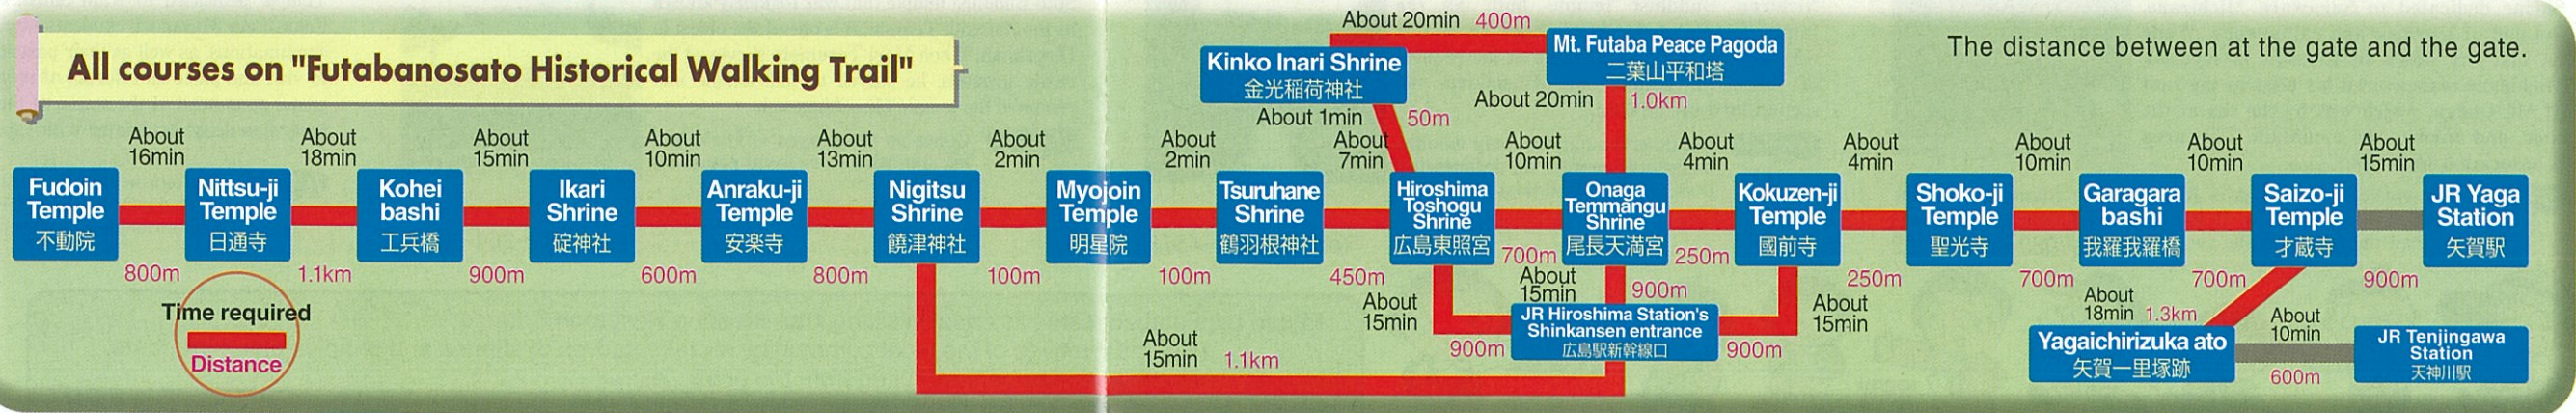 All courses on "Futabanosato Historical Walking Trail"
The distance between at the gate and the gate.
About 20min 400m
Kinko Inari Shrine
金光稲荷神社
Mt. Futaba Peace Pagoda
二葉山平和塔
About 20min
1.0km
About 1min
50m
About
16min
About
18min
About
15min
About
10min
About
13min
About
2min
About
2min
About
7min
About
10min
About
4min
About
4min
About
10min
About
10min
About
15min
Fudoin
Temple
不動院
Nittsu-ji
Temple
日通寺
Kohei
bashi
工兵橋
Ikari
Shrine
碇神社
Anraku-ji
Temple
安楽寺
Nigitsu
Shrine
饒津神社
Myojoin
Temple
明星院
Tsuruhane
Shrine
鶴羽根神社
Hiroshima
Toshogu
Shrine
広島東照宮
Onaga
Temmangu
Shrine
尾長天満宮
Kokuzen-ji
Temple
國前寺
Shoko-ji
Temple
聖光寺
Garagara
bashi
我羅我羅橋
Saizo-ji
Temple
才蔵寺
JR Yaga
Station
矢賀駅
800m
1.1km
900m
600m
800m
100m
100m
450m
700m
250m
250m
700m
700m
900m
Time required
Distance
About
15min
1.1km
About
15min
900m
About
15min
900m
JR Hiroshima Station's
Shinkansen entrance
広島駅新幹線口
About
15min
900m
About
18min
1.3km
Yagaichirizuka ato
矢賀一里塚跡
About
10min
600m
JR Tenjingawa
Station
天神川駅